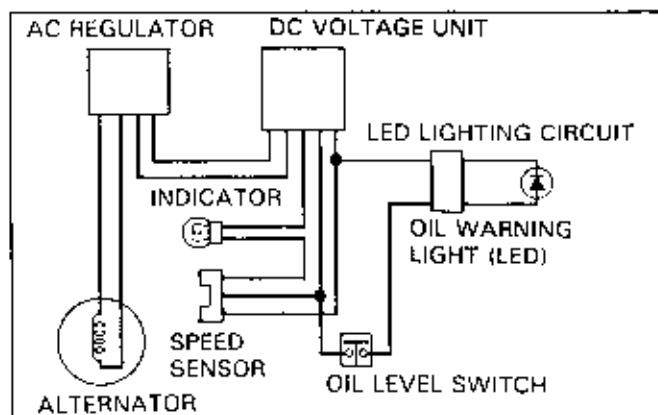 AC REGULATOR
DC VOLTAGE UNIT
LED LIGHTING CIRCUIT
INDICATOR
OIL WARNING
LIGHT (LED)
SPEED
SENSOR
OIL LEVEL SWITCH
ALTERNATOR